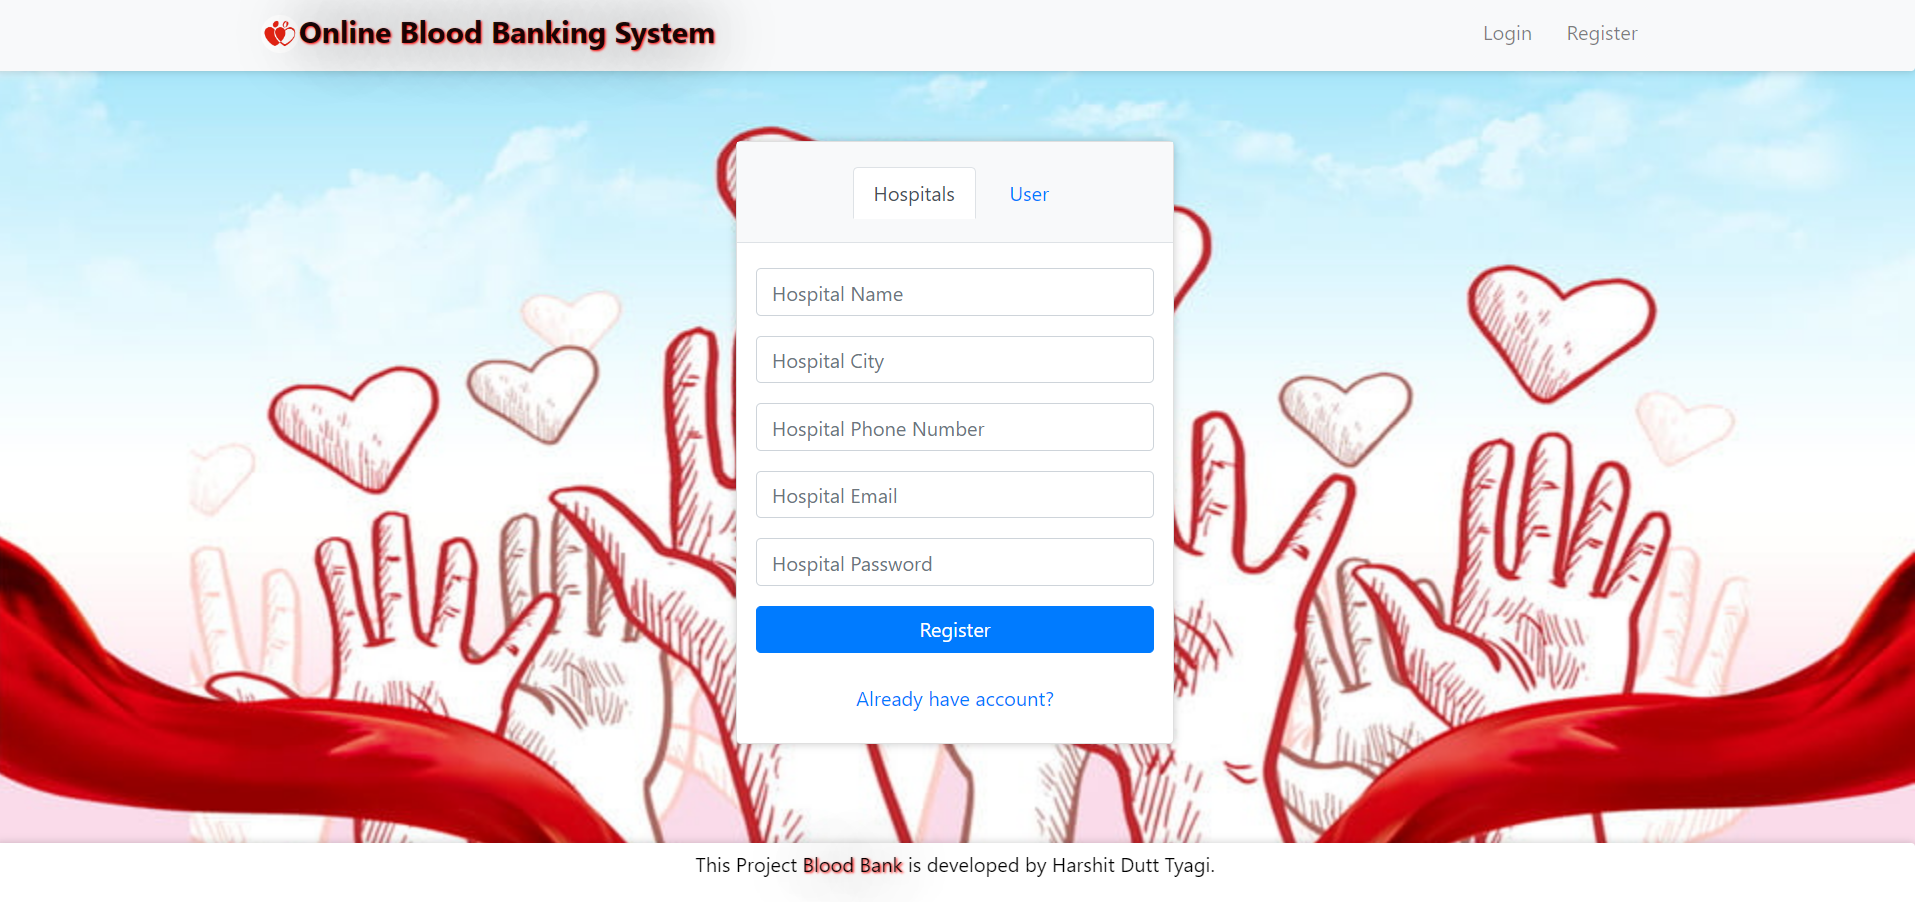 Online Blood Banking System
Login
Register
Hospitals
User
Hospital Name
Hospital City
Hospital Phone Number
Hospital Email
Hospital Password
Register
Already have account?
This Project Blood Bank is developed by Harshit Dutt Tyagi.